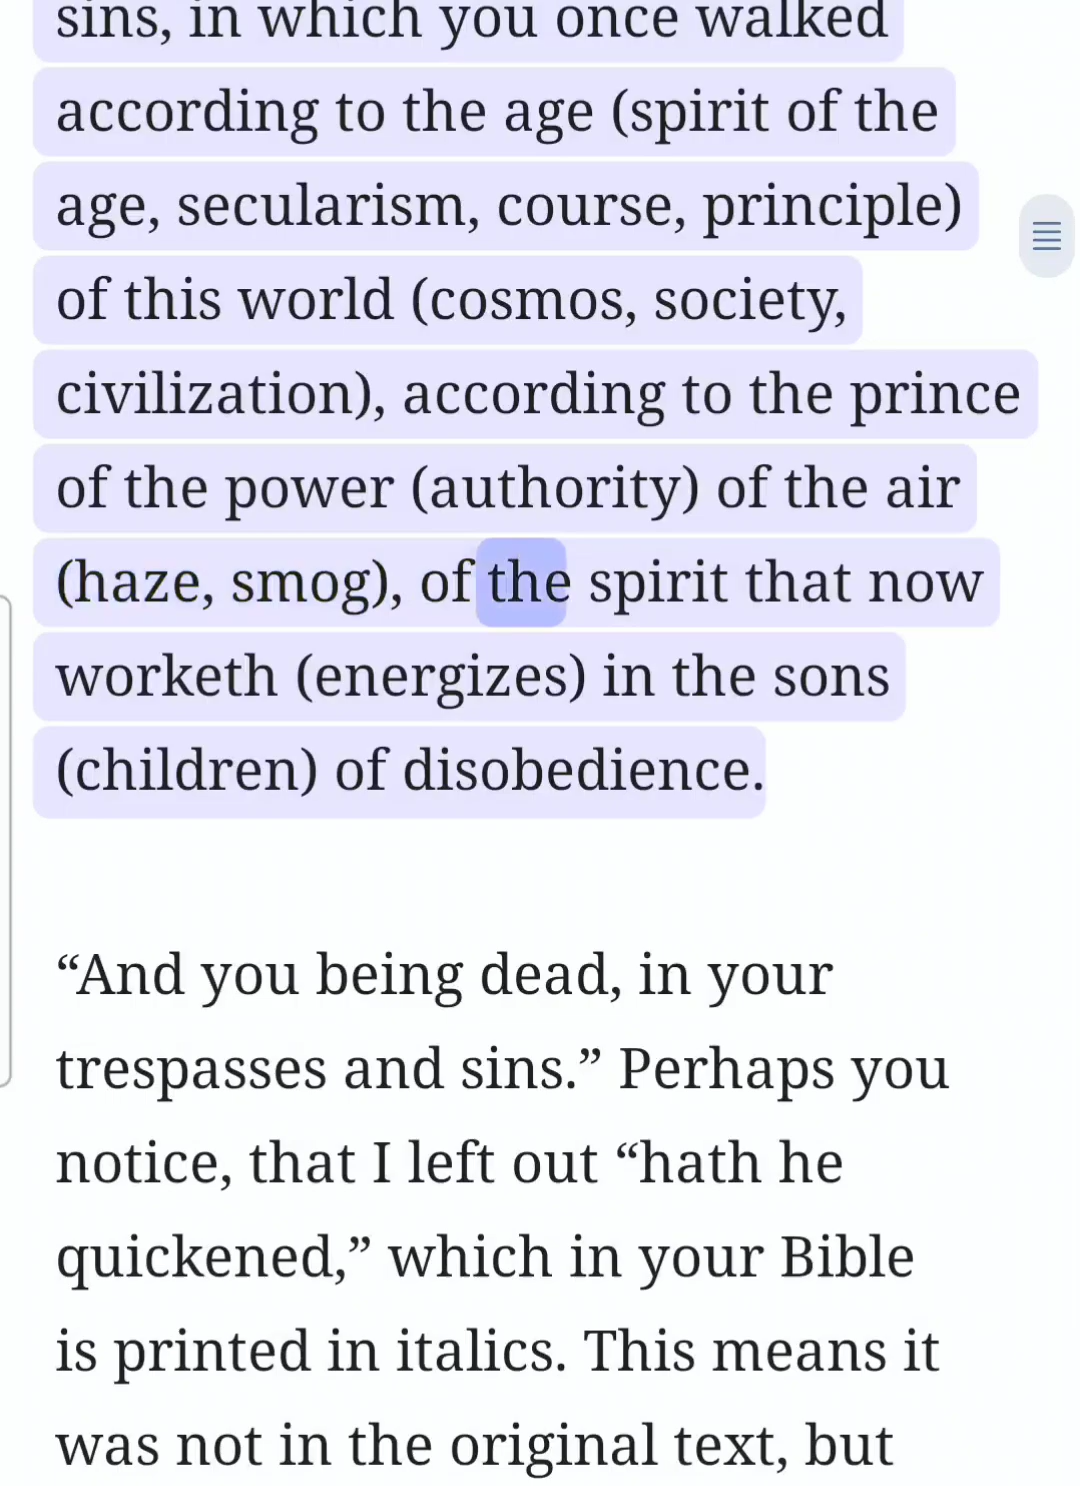 sins, in which you once walked
according to the age (spirit of the
age, secularism, course, principle)
of this world (cosmos, society,
civilization), according to the prince
of the power (authority) of the air
(haze, smog), of the spirit that now
worketh (energizes) in the sons
(children) of disobedience.
“And you being dead, in your
trespasses and sins.” Perhaps you
notice, that I left out “hath he
quickened,” which in your Bible
is printed in italics. This means it
was not in the original text, but